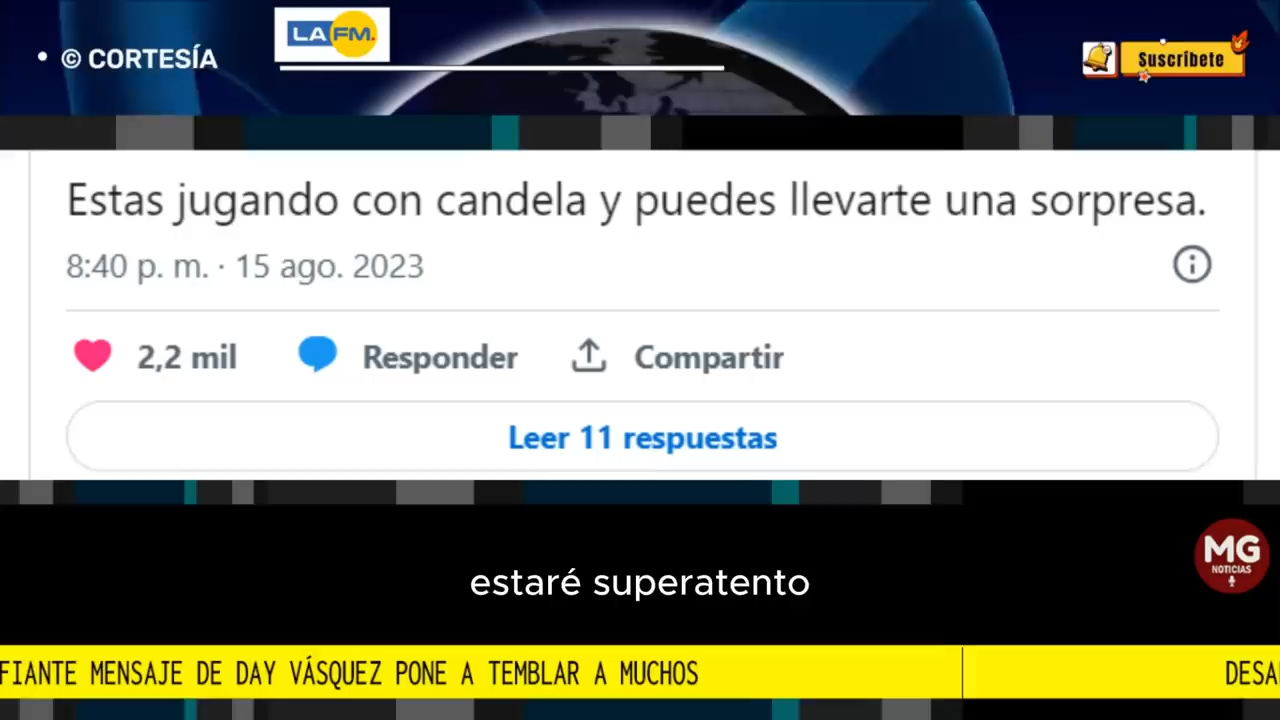 • © CORTESÍA
LA FM.
Suscríbete
Estas jugando con candela y puedes llevarte una sorpresa.
8:40 p. m. · 15 ago. 2023
2,2 mil
Responder
Compartir
Leer 11 respuestas
MG
NOTICIAS
estaré superatento
FIANTE MENSAJE DE DAY VÁSQUEZ PONE A TEMBLAR A MUCHOS
DESA